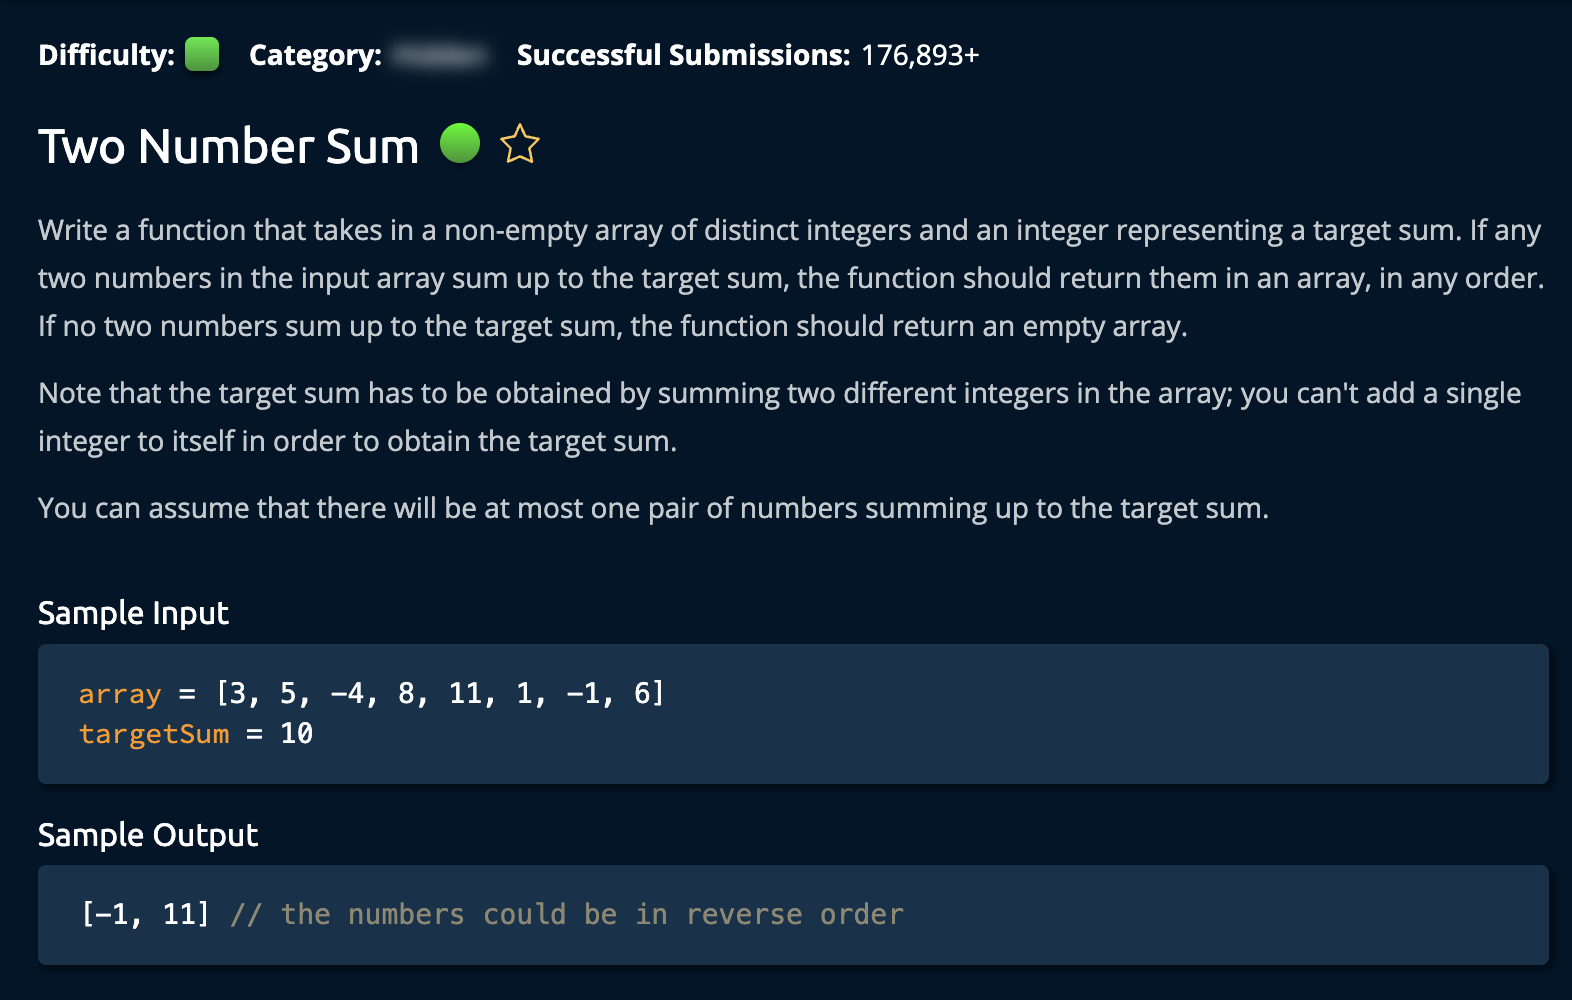 Difficulty: Category: Successful Submissions: 176,893+
Two Number Sum
Write a function that takes in a non-empty array of distinct integers and an integer representing a target sum. If any
two numbers in the input array sum up to the target sum, the function should return them in an array, in any order.
If no two numbers sum up to the target sum, the function should return an empty array.
Note that the target sum has to be obtained by summing two different integers in the array; you can't add a single
integer to itself in order to obtain the target sum.
You can assume that there will be at most one pair of numbers summing up to the target sum.
Sample Input
array = [3, 5, -4, 8, 11, 1, -1, 6]
targetSum = 10
Sample Output
[-1, 11] // the numbers could be in reverse order